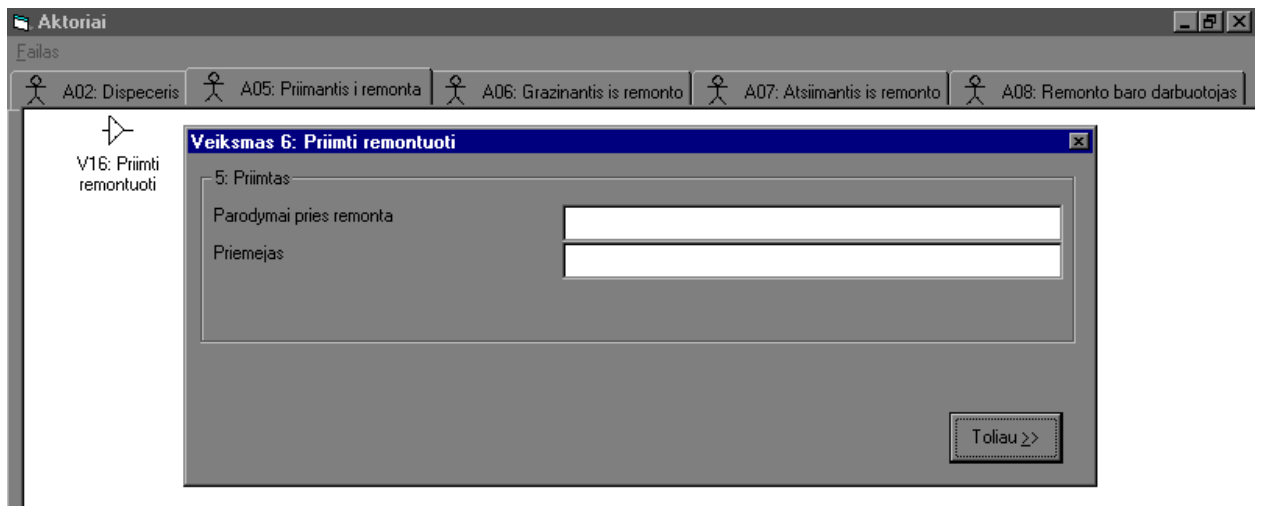 Aktoriai
Failas
A02: Dispeceris
A05: Priimantis i remonta
A06: Grazinantis is remonto
A07: Atsiimantis is remonto
A08: Remonto baro darbuotojas
V16: Priimti
remontuoti
Veiksmas 6: Priimti remontuoti
5: Priimtas
Parodymai pries remonta
Priemejas
Toliau >>